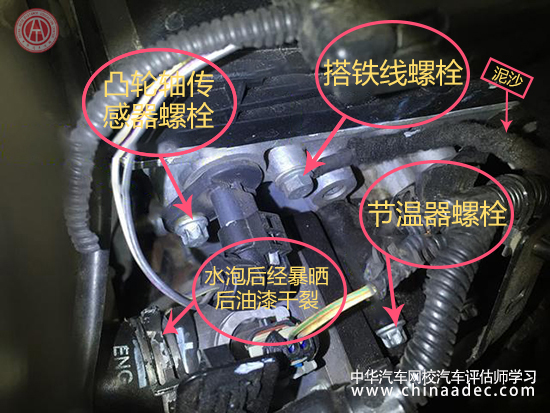 凸轮轴传
感器螺栓
搭铁线螺栓
泥沙
节温器螺栓
水泡后经暴晒
后油漆干裂
ENG
中华汽车网校汽车评估师学习
www.chinaadec.com